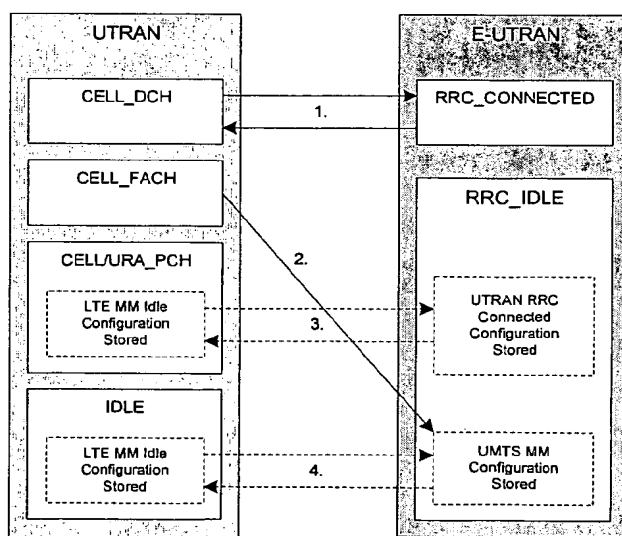 UTRAN
CELL_DCH
CELL_FACH
CELL/URA_PCH
LTE MM Idle
Configuration
Stored
IDLE
LTE MM Idle
Configuration
Stored
1.
2.
3.
4.
E-UTRAN
RRC_CONNECTED
RRC_IDLE
UTRAN RRC
Connected
Configuration
Stored
UMTS MM
Configuration
Stored